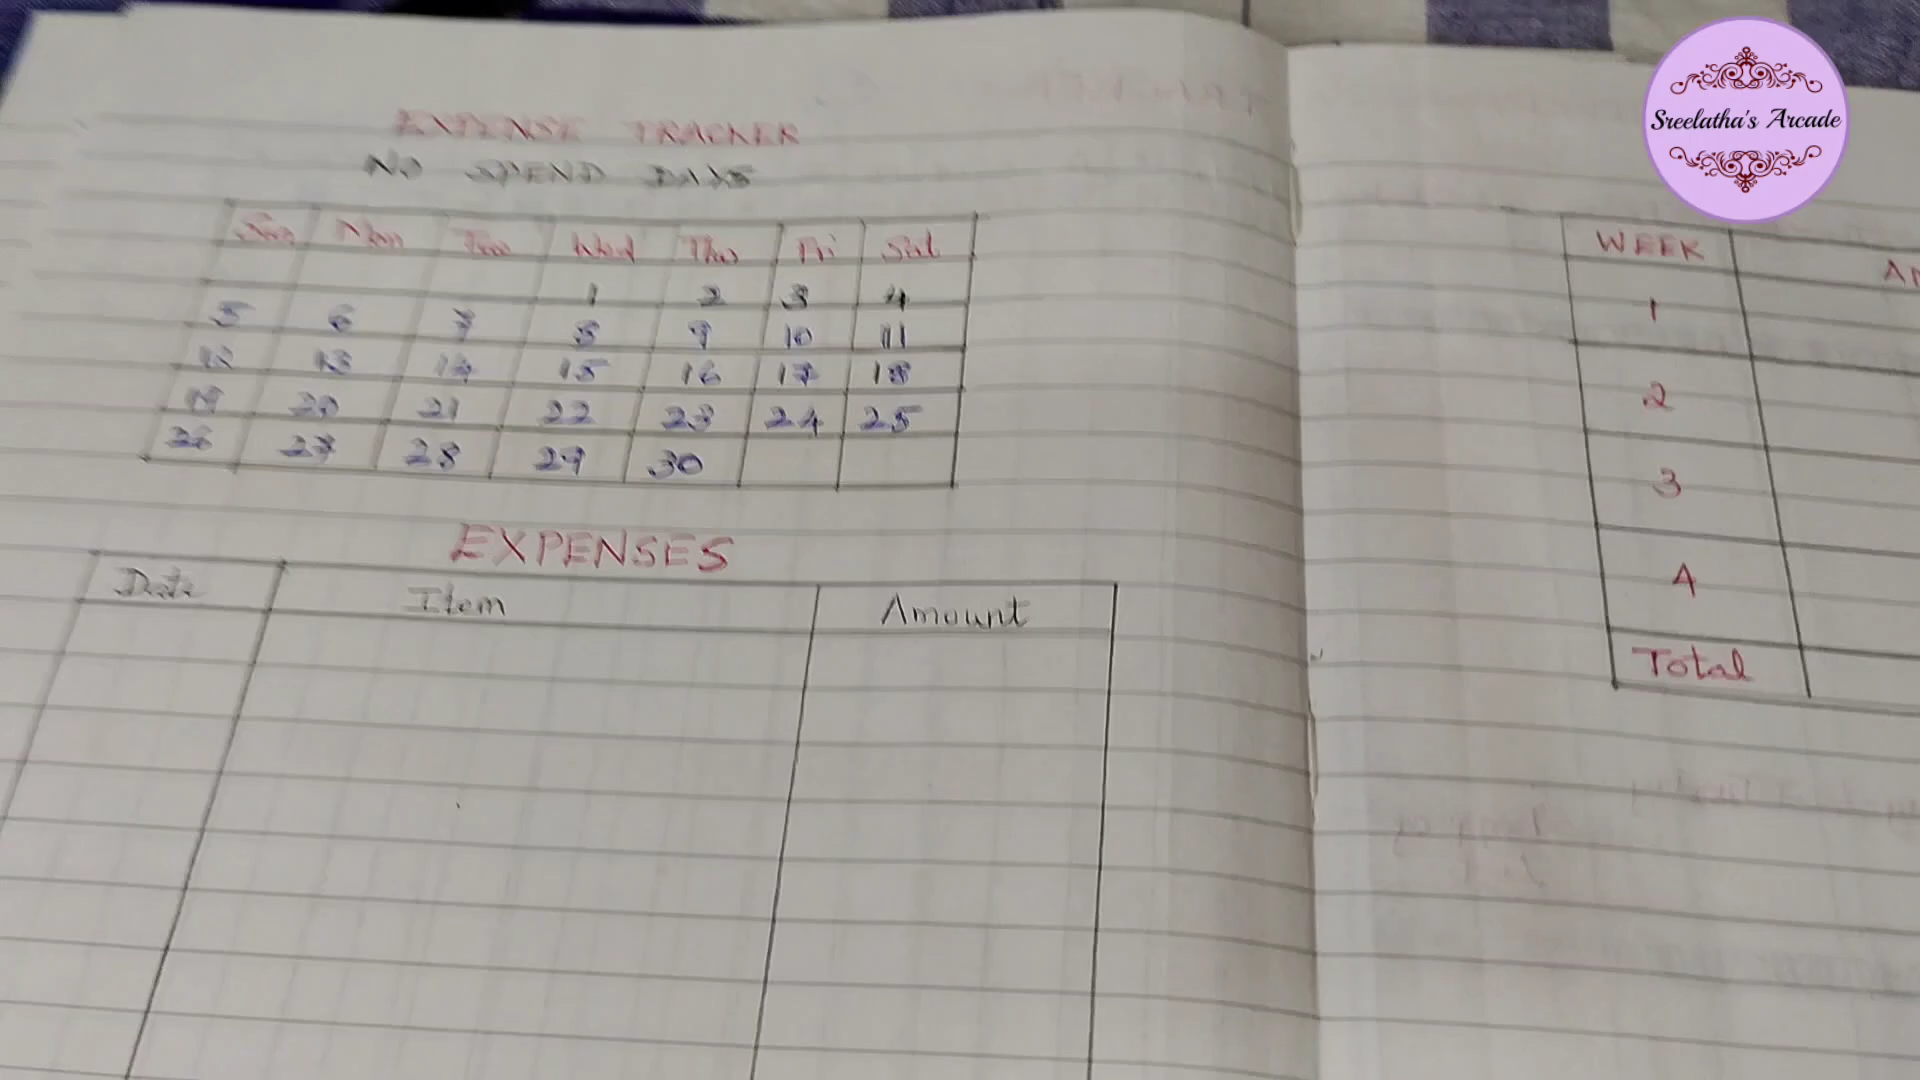 EXPENSE TRACKER
NO SPEND DAYS
Sun Mon Tue Wed Thu Fri Sat
1 2 3 4
5 6 7 8 9 10 11
12 13 14 15 16 17 18
19 20 21 22 23 24 25
26 27 28 29 30
EXPENSES
Date Item Amount
WEEK
1
2
3
4
Total
Sreelatha's Arcade